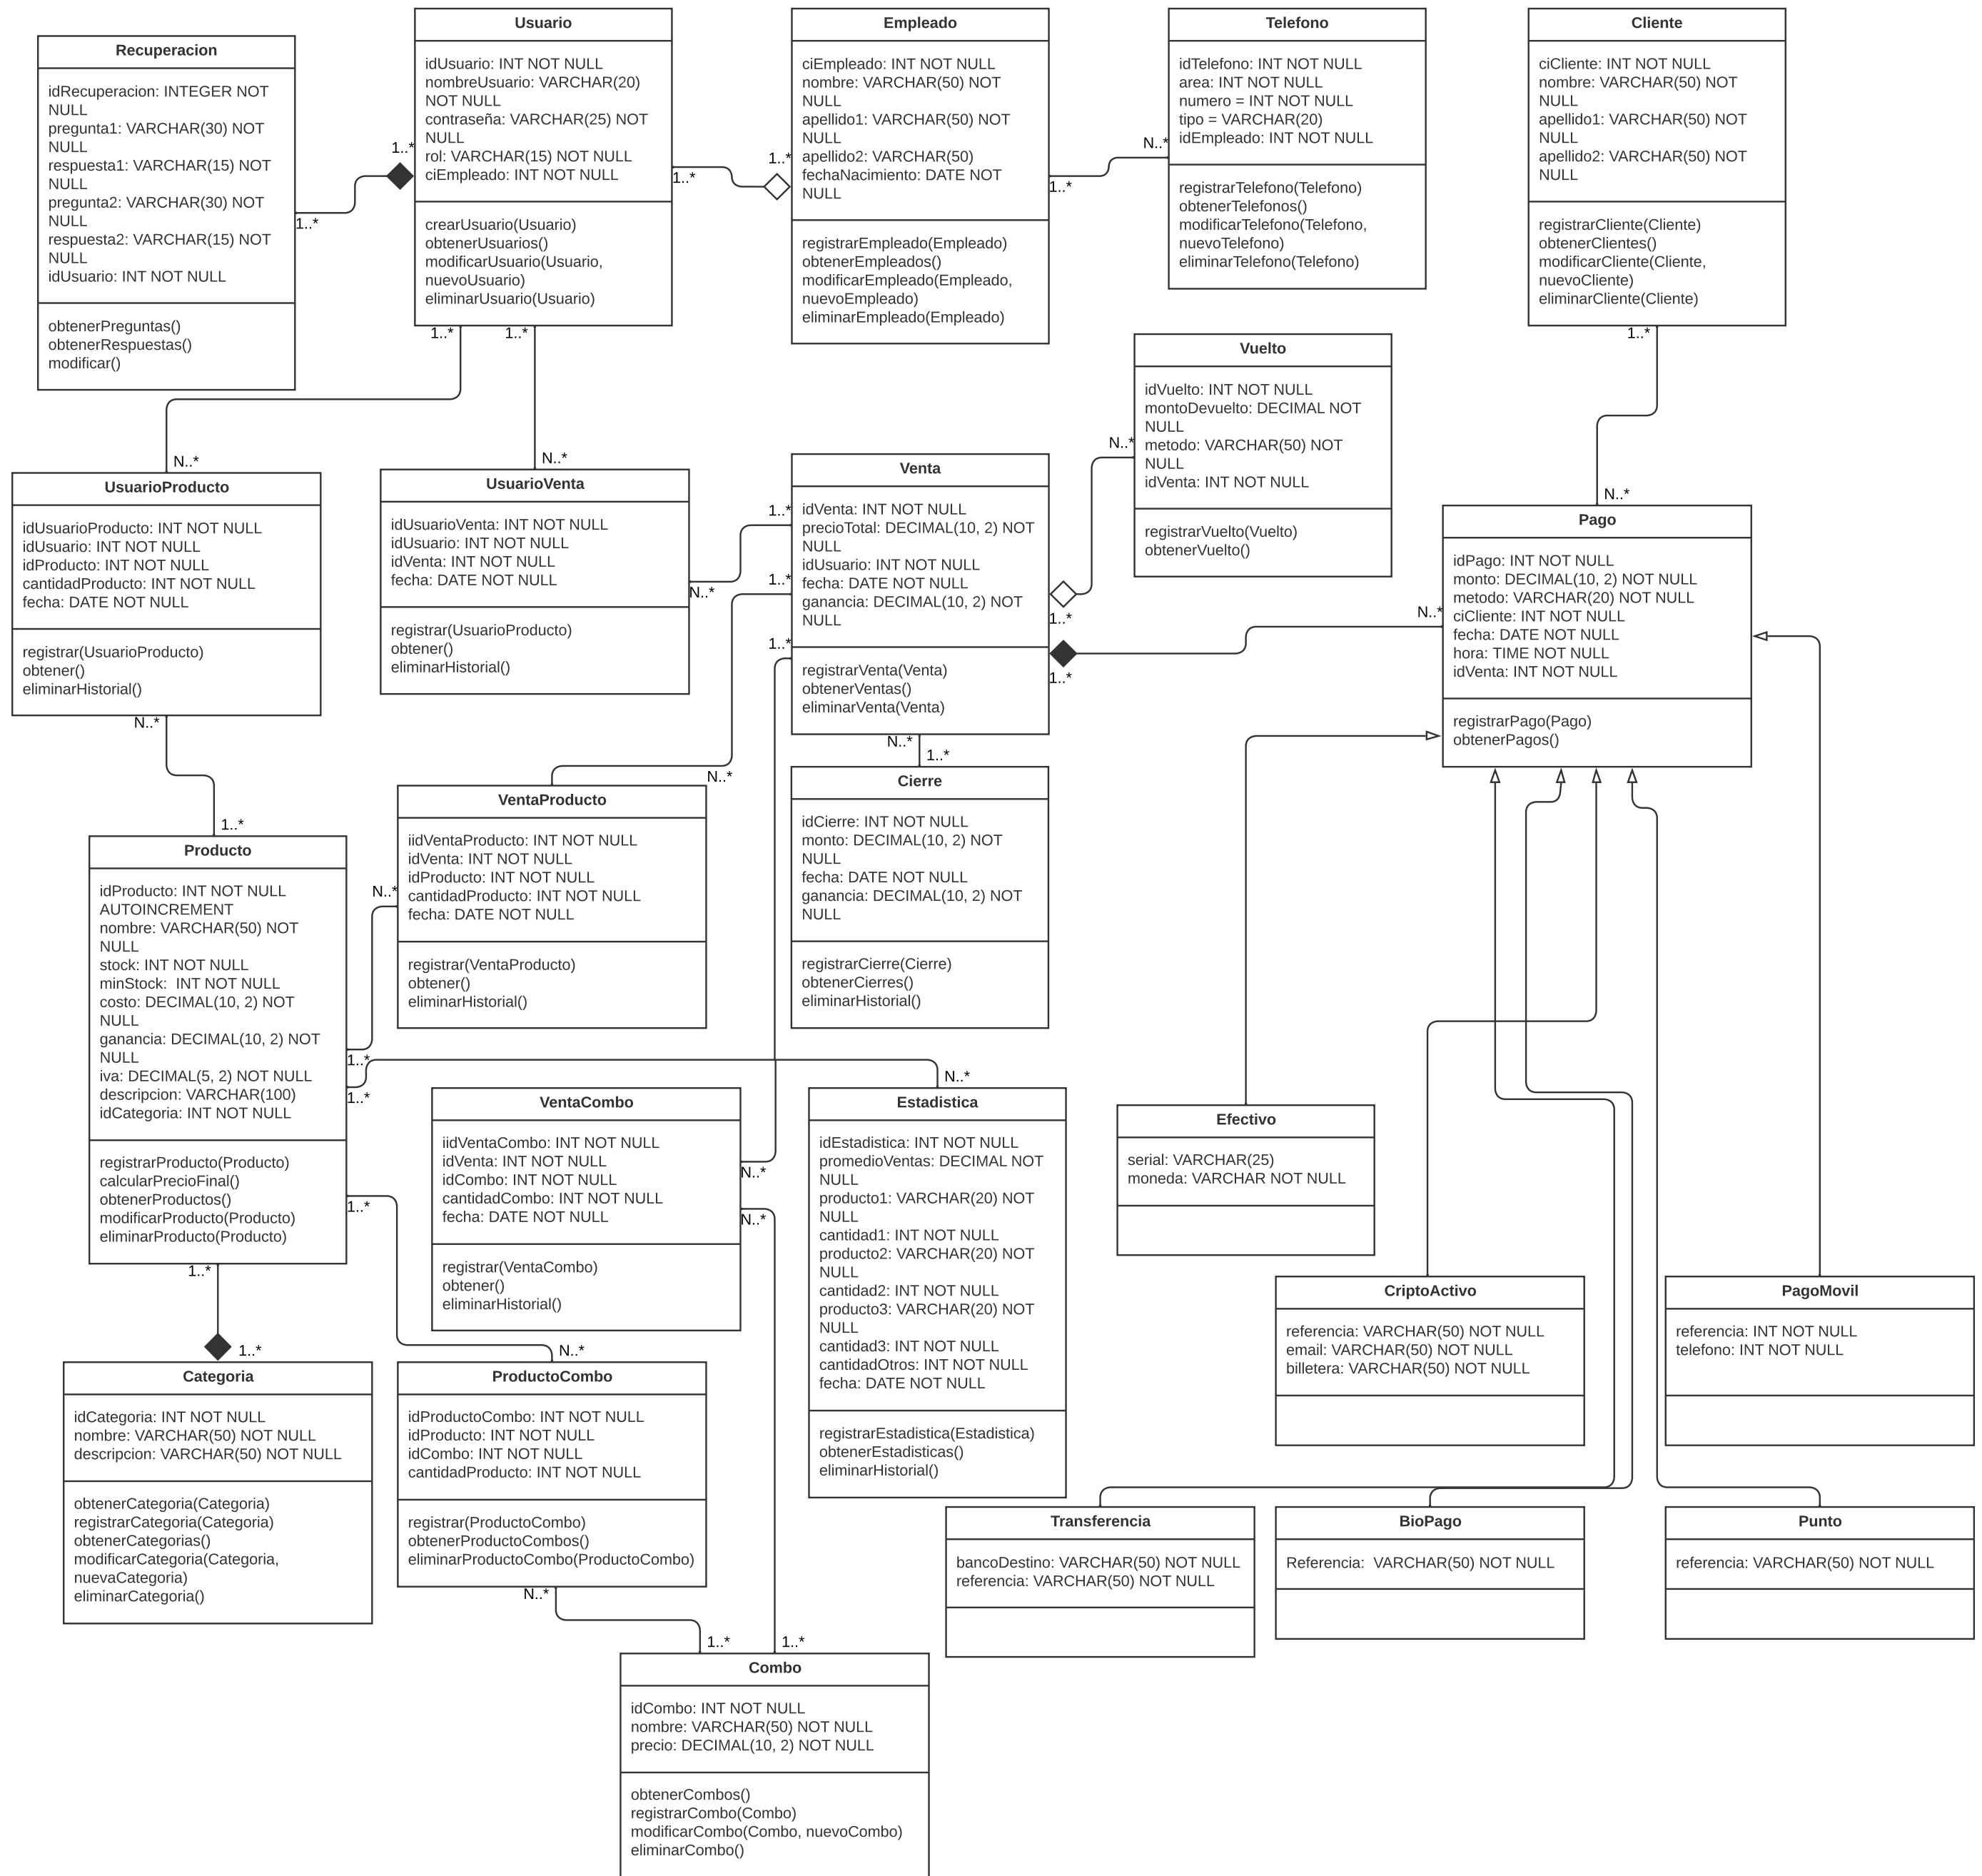 Recuperacion
idRecuperacion: INTEGER NOT
NULL
pregunta1: VARCHAR(30) NOT
NULL
respuesta1: VARCHAR(15) NOT
NULL
pregunta2: VARCHAR(30) NOT
NULL
respuesta2: VARCHAR(15) NOT
NULL
idUsuario: INT NOT NULL
obtenerPreguntas()
obtenerRespuestas()
modificar()
1..*
1..*
Usuario
idUsuario: INT NOT NULL
nombreUsuario: VARCHAR(20)
NOT NULL
contraseña: VARCHAR(25) NOT
NULL
rol: VARCHAR(15) NOT NULL
ciEmpleado: INT NOT NULL
crearUsuario(Usuario)
obtenerUsuarios()
modificarUsuario(Usuario,
nuevoUsuario)
eliminarUsuario(Usuario)
1..*
1..*
1..*
1..*
Empleado
ciEmpleado: INT NOT NULL
nombre: VARCHAR(50) NOT
NULL
apellido1: VARCHAR(50) NOT
NULL
apellido2: VARCHAR(50)
fechaNacimiento: DATE NOT
NULL
registrarEmpleado(Empleado)
obtenerEmpleados()
modificarEmpleado(Empleado,
nuevoEmpleado)
eliminarEmpleado(Empleado)
1..*
N..*
Telefono
idTelefono: INT NOT NULL
area: INT NOT NULL
numero = INT NOT NULL
tipo = VARCHAR(20)
idEmpleado: INT NOT NULL
registrarTelefono(Telefono)
obtenerTelefonos()
modificarTelefono(Telefono,
nuevoTelefono)
eliminarTelefono(Telefono)
Cliente
ciCliente: INT NOT NULL
nombre: VARCHAR(50) NOT
NULL
apellido1: VARCHAR(50) NOT
NULL
apellido2: VARCHAR(50) NOT
NULL
registrarCliente(Cliente)
obtenerClientes()
modificarCliente(Cliente,
nuevoCliente)
eliminarCliente(Cliente)
1..*
N..*
Vuelto
idVuelto: INT NOT NULL
montoDevuelto: DECIMAL NOT
NULL
metodo: VARCHAR(50) NOT
NULL
idVenta: INT NOT NULL
registrarVuelto(Vuelto)
obtenerVuelto()
N..*
N..*
UsuarioProducto
idUsuarioProducto: INT NOT NULL
idUsuario: INT NOT NULL
idProducto: INT NOT NULL
cantidadProducto: INT NOT NULL
fecha: DATE NOT NULL
registrar(UsuarioProducto)
obtener()
eliminarHistorial()
N..*
1..*
N..*
UsuarioVenta
idUsuarioVenta: INT NOT NULL
idUsuario: INT NOT NULL
idVenta: INT NOT NULL
fecha: DATE NOT NULL
registrar(UsuarioProducto)
obtener()
eliminarHistorial()
N..*
1..*
1..*
1..*
Venta
idVenta: INT NOT NULL
precioTotal: DECIMAL(10, 2) NOT
NULL
idUsuario: INT NOT NULL
fecha: DATE NOT NULL
ganancia: DECIMAL(10, 2) NOT
NULL
registrarVenta(Venta)
obtenerVentas()
eliminarVenta(Venta)
1..*
1..*
N..*
1..*
N..*
Pago
idPago: INT NOT NULL
monto: DECIMAL(10, 2) NOT NULL
metodo: VARCHAR(20) NOT NULL
ciCliente: INT NOT NULL
fecha: DATE NOT NULL
hora: TIME NOT NULL
idVenta: INT NOT NULL
registrarPago(Pago)
obtenerPagos()
N..*
VentaProducto
iidVentaProducto: INT NOT NULL
idVenta: INT NOT NULL
idProducto: INT NOT NULL
cantidadProducto: INT NOT NULL
fecha: DATE NOT NULL
registrar(VentaProducto)
obtener()
eliminarHistorial()
N..*
Cierre
idCierre: INT NOT NULL
monto: DECIMAL(10, 2) NOT
NULL
fecha: DATE NOT NULL
ganancia: DECIMAL(10, 2) NOT
NULL
registrarCierre(Cierre)
obtenerCierres()
eliminarHistorial()
Producto
idProducto: INT NOT NULL
AUTOINCREMENT
nombre: VARCHAR(50) NOT
NULL
stock: INT NOT NULL
minStock:  INT NOT NULL
costo: DECIMAL(10, 2) NOT
NULL
ganancia: DECIMAL(10, 2) NOT
NULL
iva: DECIMAL(5, 2) NOT NULL
descripcion: VARCHAR(100)
idCategoria: INT NOT NULL
registrarProducto(Producto)
calcularPrecioFinal()
obtenerProductos()
modificarProducto(Producto)
eliminarProducto(Producto)
1..*
1..*
1..*
1..*
1..*
VentaCombo
iidVentaCombo: INT NOT NULL
idVenta: INT NOT NULL
idCombo: INT NOT NULL
cantidadCombo: INT NOT NULL
fecha: DATE NOT NULL
registrar(VentaCombo)
obtener()
eliminarHistorial()
N..*
N..*
N..*
Estadistica
idEstadistica: INT NOT NULL
promedioVentas: DECIMAL NOT
NULL
producto1: VARCHAR(20) NOT
NULL
cantidad1: INT NOT NULL
producto2: VARCHAR(20) NOT
NULL
cantidad2: INT NOT NULL
producto3: VARCHAR(20) NOT
NULL
cantidad3: INT NOT NULL
cantidadOtros: INT NOT NULL
fecha: DATE NOT NULL
registrarEstadistica(Estadistica)
obtenerEstadisticas()
eliminarHistorial()
Efectivo
serial: VARCHAR(25)
moneda: VARCHAR NOT NULL
CriptoActivo
referencia: VARCHAR(50) NOT NULL
email: VARCHAR(50) NOT NULL
billetera: VARCHAR(50) NOT NULL
PagoMovil
referencia: INT NOT NULL
telefono: INT NOT NULL
Categoria
idCategoria: INT NOT NULL
nombre: VARCHAR(50) NOT NULL
descripcion: VARCHAR(50) NOT NULL
obtenerCategoria(Categoria)
registrarCategoria(Categoria)
obtenerCategorias()
modificarCategoria(Categoria,
nuevaCategoria)
eliminarCategoria()
N..*
ProductoCombo
idProductoCombo: INT NOT NULL
idProducto: INT NOT NULL
idCombo: INT NOT NULL
cantidadProducto: INT NOT NULL
registrar(ProductoCombo)
obtenerProductoCombos()
eliminarProductoCombo(ProductoCombo)
N..*
Transferencia
bancoDestino: VARCHAR(50) NOT NULL
referencia: VARCHAR(50) NOT NULL
BioPago
Referencia:  VARCHAR(50) NOT NULL
Punto
referencia: VARCHAR(50) NOT NULL
1..*
1..*
Combo
idCombo: INT NOT NULL
nombre: VARCHAR(50) NOT NULL
precio: DECIMAL(10, 2) NOT NULL
obtenerCombos()
registrarCombo(Combo)
modificarCombo(Combo, nuevoCombo)
eliminarCombo()